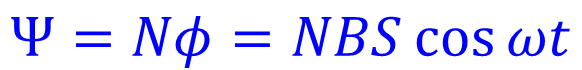 Ψ = Nϕ = NBS cos ωt